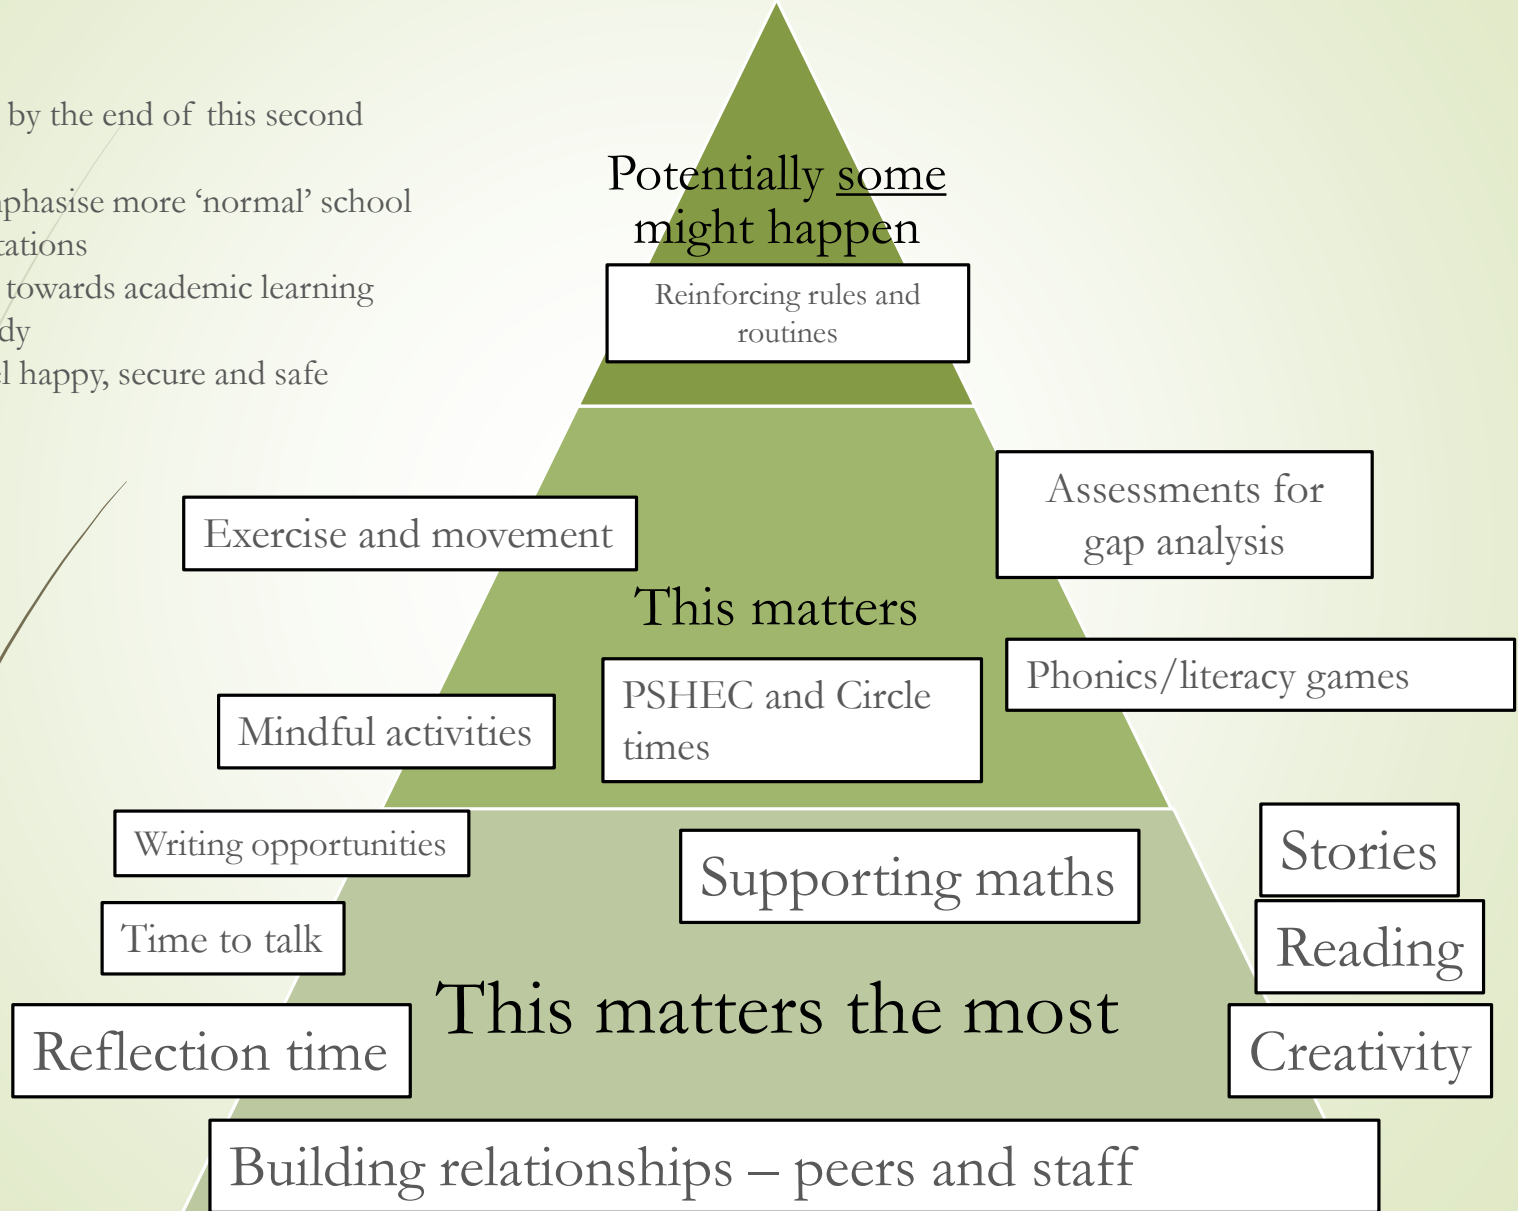 by the end of this second
phasise more ‘normal’ school
tations
towards academic learning
dy
el happy, secure and safe
Potentially some
might happen
Reinforcing rules and
routines
Exercise and movement
Assessments for
gap analysis
This matters
Mindful activities
PSHEC and Circle
times
Phonics/literacy games
Writing opportunities
Supporting maths
Stories
Time to talk
Reading
This matters the most
Reflection time
Creativity
Building relationships – peers and staff